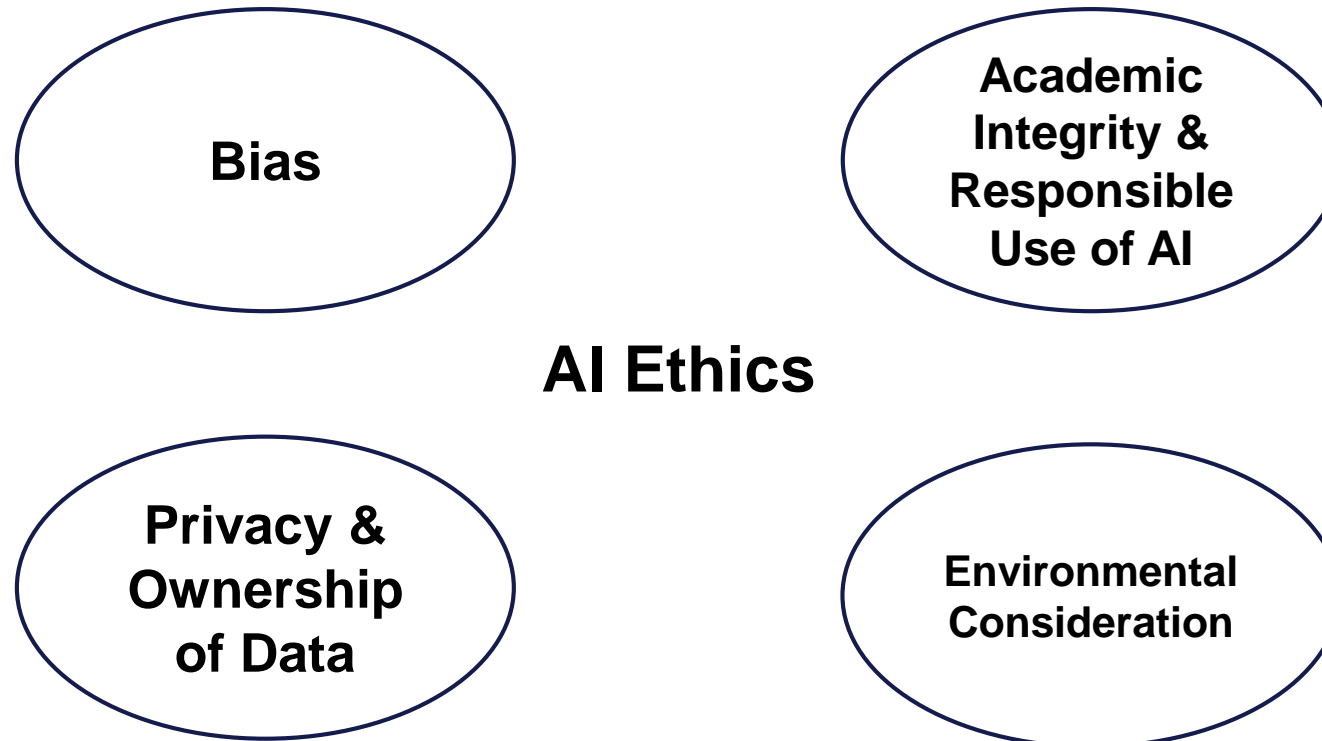 Bias
Academic
Integrity &
Responsible
Use of AI
AI Ethics
Privacy &
Ownership
of Data
Environmental
Consideration